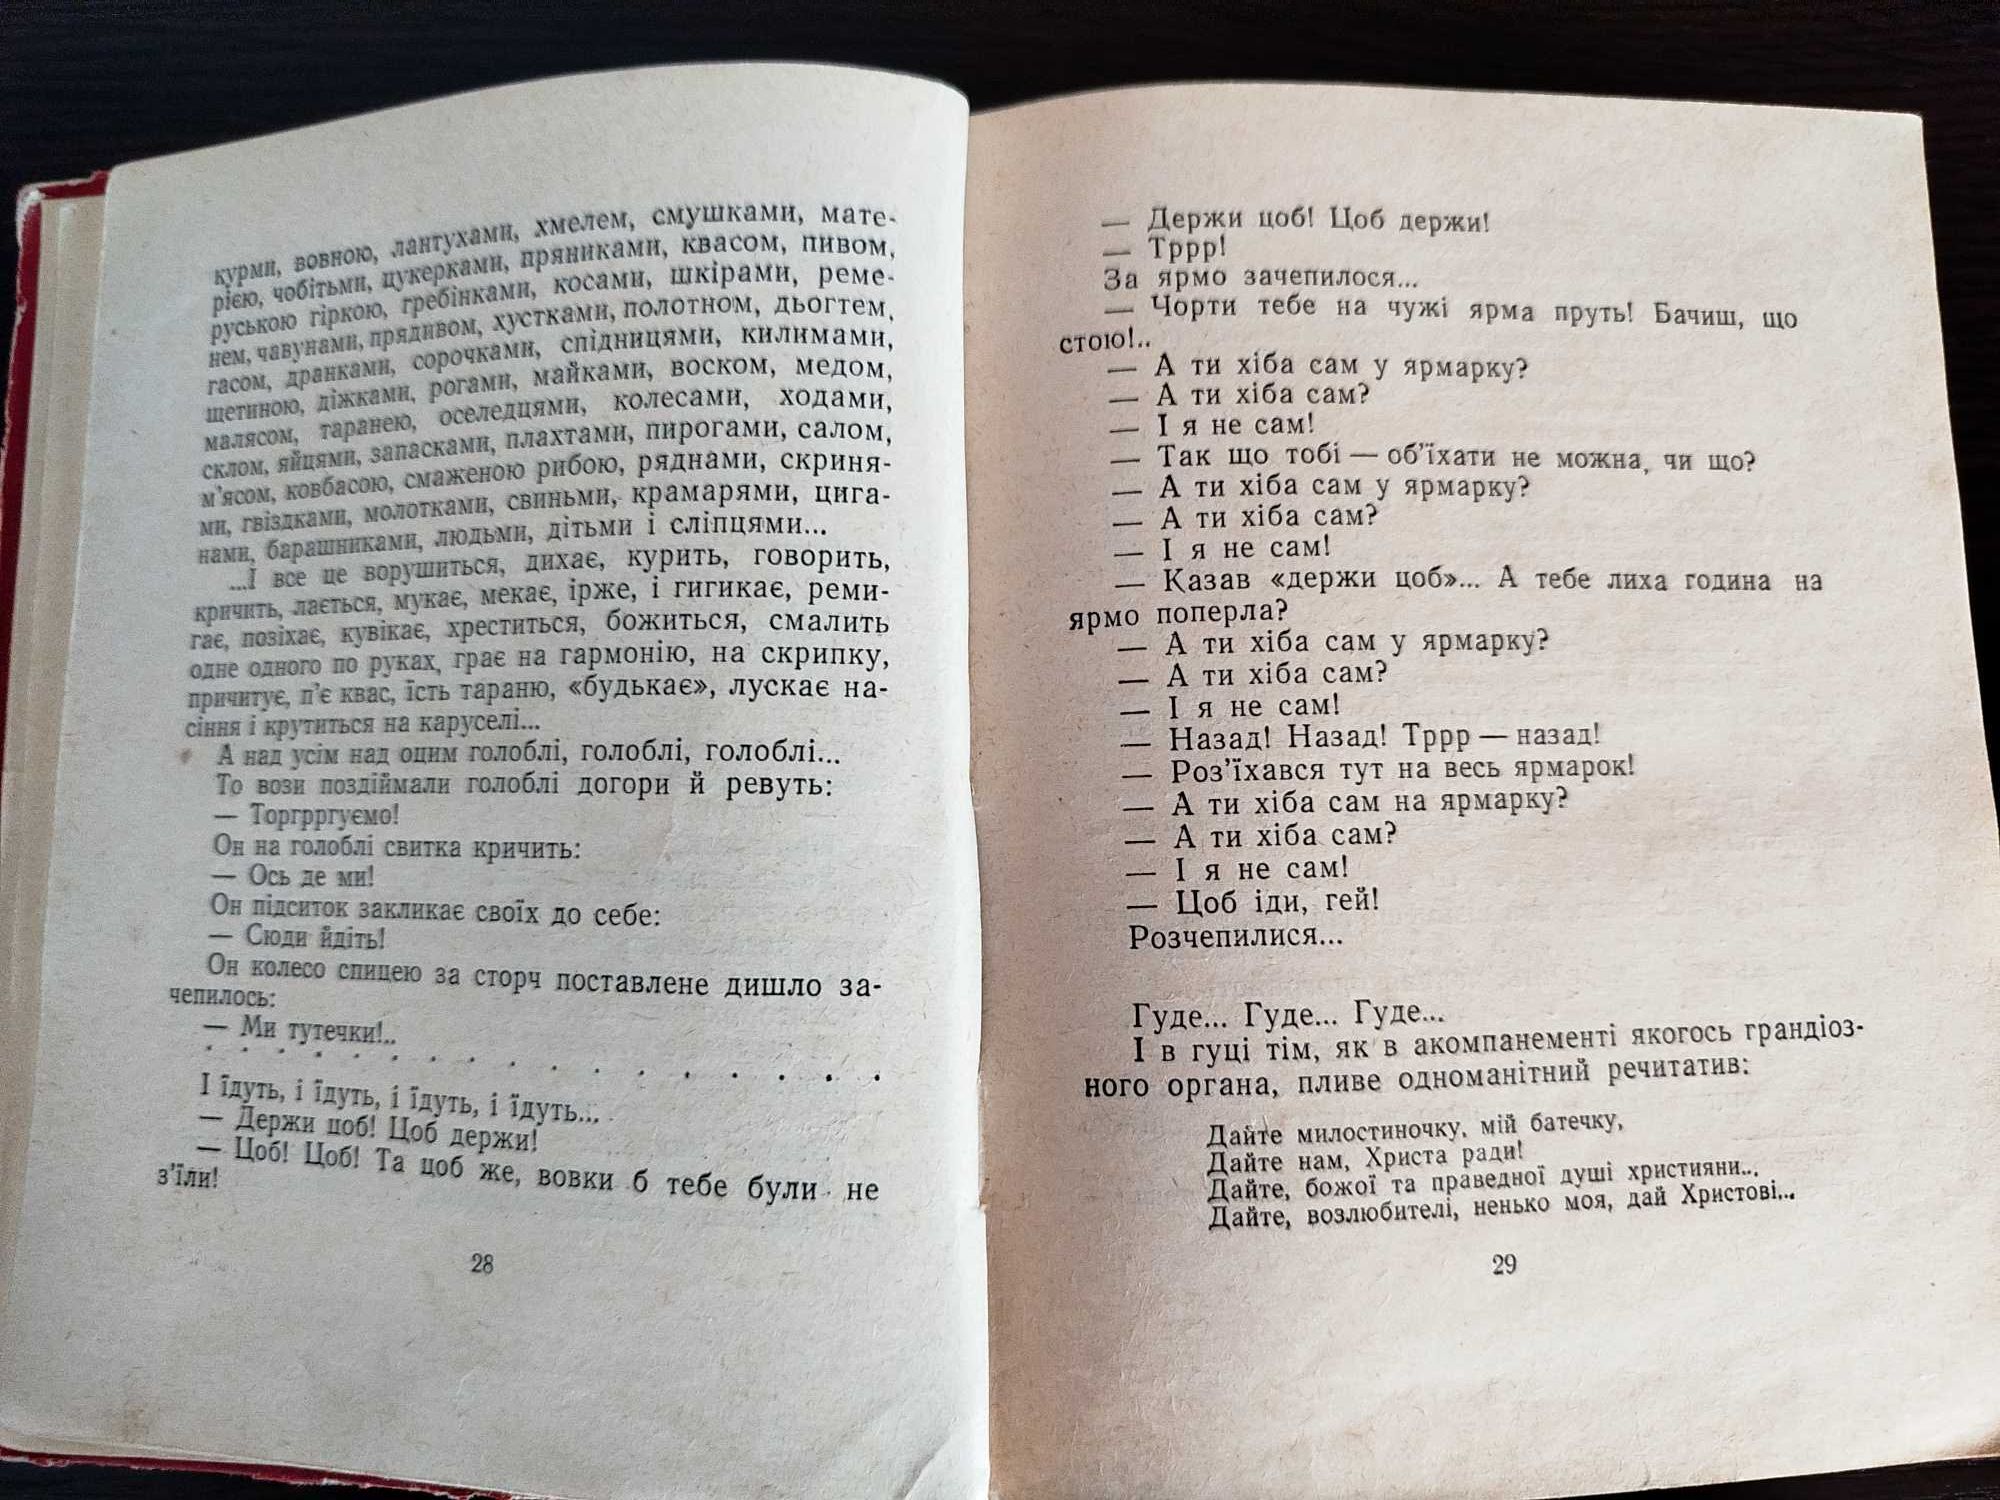 курми, вовною, лантухами, хмелем, смушками, мате-
рією, чобітьми, цукерками, пряниками, квасом, пивом,
руською гіркою, гребінками, косами, шкірами, реме-
нем, чавунами, прядивом, хустками, полотном, дьогтем,
гасом, дранками, сорочками, спідницями, килимами,
щетиною, діжками, рогами, майками, воском, медом,
малясом, таранею, оселедцями, колесами, ходами,
склом, яйцями, запасками, плахтами, пирогами, салом,
м'ясом, ковбасою, смаженою рибою, ряднами, скриня-
ми, гвіздками, молотками, свиньми, крамарями, цига-
нами, барашниками, людьми, дітьми і сліпцями...
...І все це ворушиться, дихає, курить, говорить,
кричить, лається, мукає, мекає, ірже, і гигикає, реми-
гає, позіхає, кувікає, хреститься, божиться, смалить
одне одного по руках, грає на гармонію, на скрипку,
причитує, п'є квас, їсть тараню, «будькає», лускає на-
сіння і крутиться на каруселі...
А над усім над оцим голоблі, голоблі, голоблі...
То вози поздіймали голоблі догори й ревуть:
— Торгрргуємо!
Он на голоблі свитка кричить:
— Ось де ми!
Он підситок закликає своїх до себе:
— Сюди йдіть!
Он колесо спицею за сторч поставлене дишло за-
чепилось:
— Ми тутечки!..
. . . . . . . . . . . . . . . . . .
І їдуть, і їдуть, і їдуть, і їдуть...
— Держи цоб! Цоб держи!
— Цоб! Цоб! Та цоб же, вовки б тебе були не
з'їли!
28
— Держи цоб! Цоб держи!
— Тррр!
За ярмо зачепилося...
— Чорти тебе на чужі ярма пруть! Бачиш, що
стою!..
— А ти хіба сам у ярмарку?
— А ти хіба сам?
— І я не сам!
— Так що тобі — об'їхати не можна, чи що?
— А ти хіба сам у ярмарку?
— А ти хіба сам?
— І я не сам!
— Казав «держи цоб»... А тебе лиха година на
ярмо поперла?
— А ти хіба сам у ярмарку?
— А ти хіба сам?
— І я не сам!
— Назад! Назад! Тррр — назад!
— Роз'їхався тут на весь ярмарок!
— А ти хіба сам на ярмарку?
— А ти хіба сам?
— І я не сам!
— Цоб іди, гей!
Розчепилися...
Гуде... Гуде... Гуде...
І в гуці тім, як в акомпанементі якогось грандіоз-
ного органа, пливе одноманітний речитатив:
Дайте милостиночку, мій батечку,
Дайте нам, Христа ради!
Дайте, божої та праведної душі християни...
Дайте, возлюбителі, ненько моя, дай Христові...
29